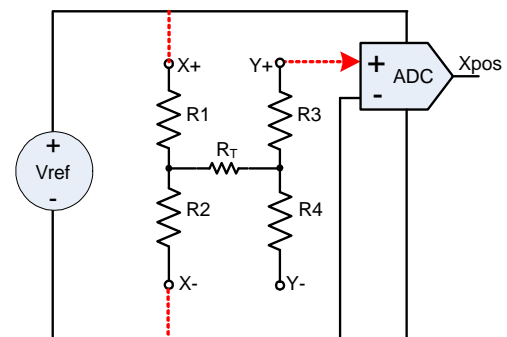 X+
Y+
+
-
ADC
Xpos
R1
R3
+
Vref
-
RT
R2
R4
X-
Y-